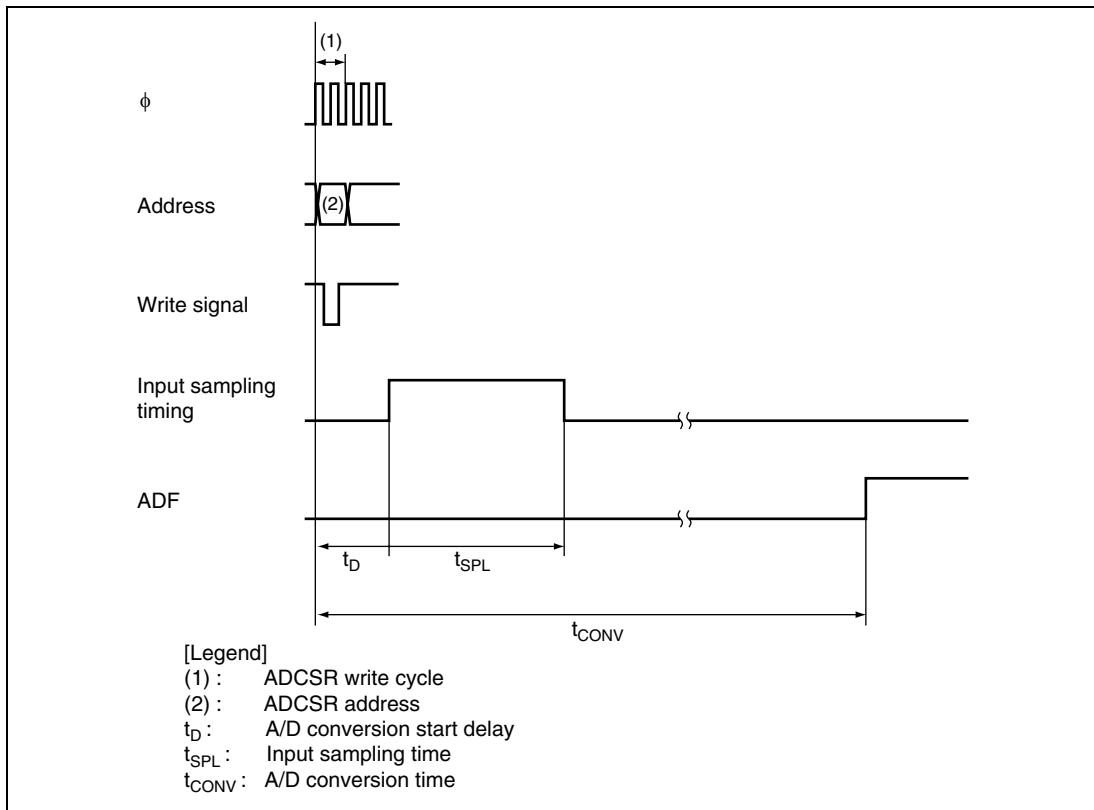 (1)
ϕ
Address
(2)
Write signal
Input sampling
timing
ADF
tD
tSPL
tCONV
[Legend]
(1) : ADCSR write cycle
(2) : ADCSR address
tD : A/D conversion start delay
tSPL : Input sampling time
tCONV : A/D conversion time